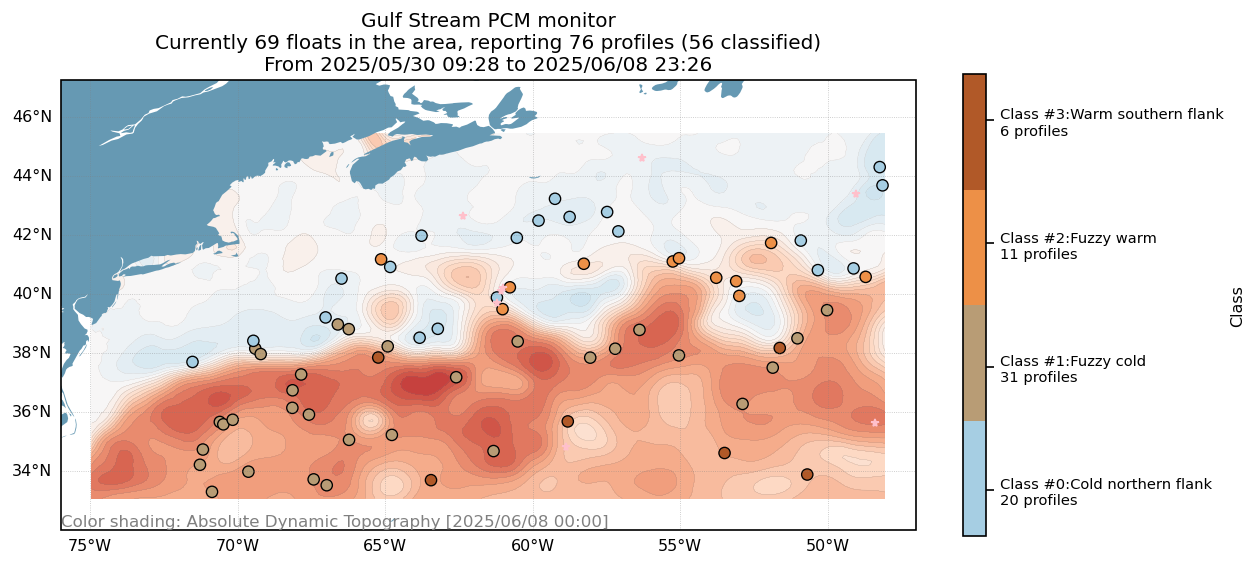 Gulf Stream PCM monitor
Currently 69 floats in the area, reporting 76 profiles (56 classified)
From 2025/05/30 09:28 to 2025/06/08 23:26
46°N
44°N
42°N
40°N
38°N
36°N
34°N
Color shading: Absolute Dynamic Topography [2025/06/08 00:00]
75°W
70°W
65°W
60°W
55°W
50°W
Class #3:Warm southern flank
6 profiles
Class #2:Fuzzy warm
11 profiles
Class #1:Fuzzy cold
31 profiles
Class #0:Cold northern flank
20 profiles
Class